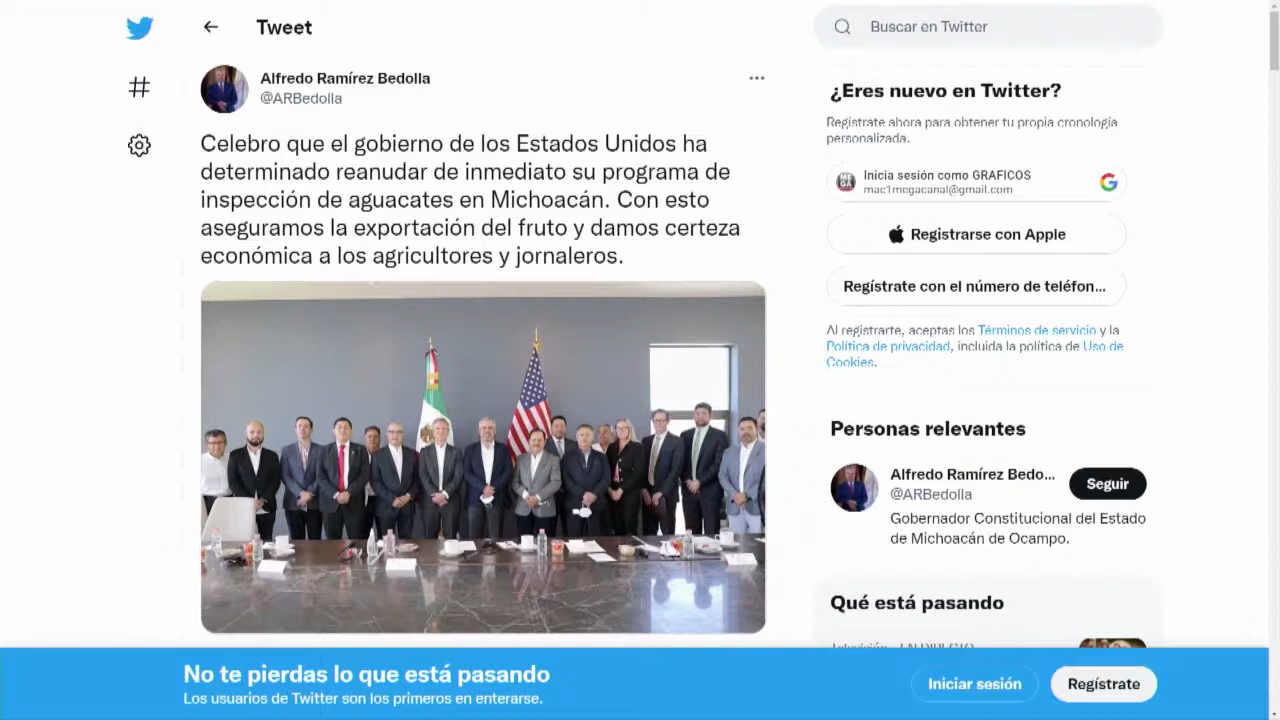 Tweet
Buscar en Twitter
Alfredo Ramírez Bedolla
@ARBedolla
Celebro que el gobierno de los Estados Unidos ha
determinado reanudar de inmediato su programa de
inspección de aguacates en Michoacán. Con esto
aseguramos la exportación del fruto y damos certeza
económica a los agricultores y jornaleros.
¿Eres nuevo en Twitter?
Regístrate ahora para obtener tu propia cronología
personalizada.
Inicia sesión como GRAFICOS
mac1megacanal@gmail.com
Registrarse con Apple
Regístrate con el número de teléfon...
Al registrarte, aceptas los Términos de servicio y la
Política de privacidad, incluida la política de Uso de
Cookies.
Personas relevantes
Alfredo Ramírez Bedo...
@ARBedolla
Seguir
Gobernador Constitucional del Estado
de Michoacán de Ocampo.
Qué está pasando
No te pierdas lo que está pasando
Los usuarios de Twitter son los primeros en enterarse.
Iniciar sesión
Regístrate